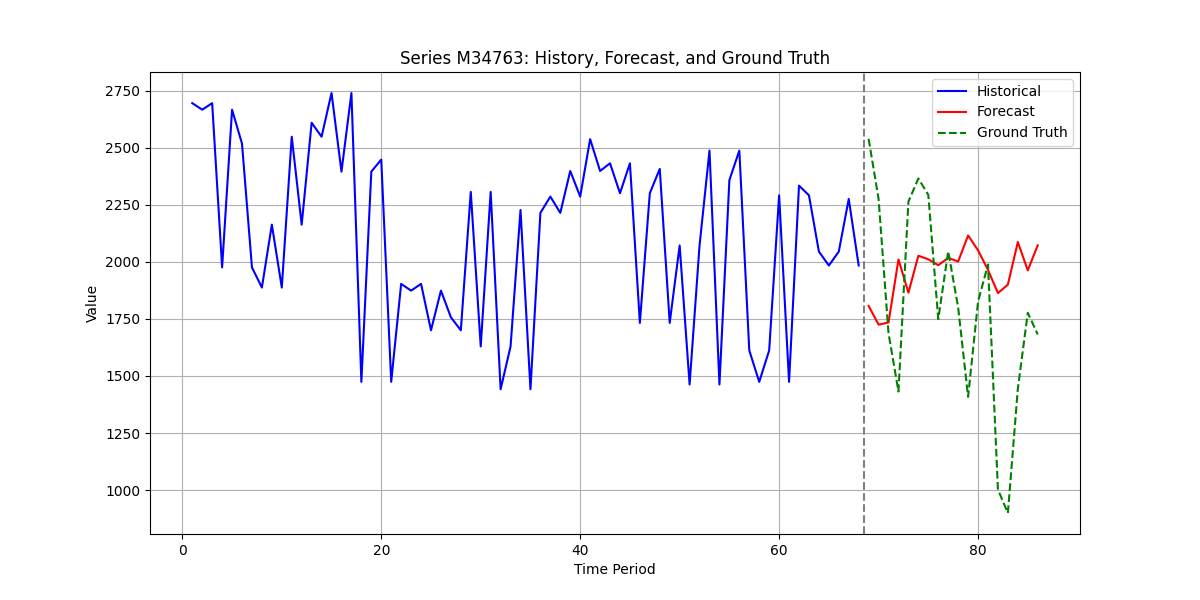 Series M34763: History, Forecast, and Ground Truth
Historical
Forecast
Ground Truth
2750
2500
2250
2000
1750
1500
1250
1000
Value
0 20 40 60 80
Time Period